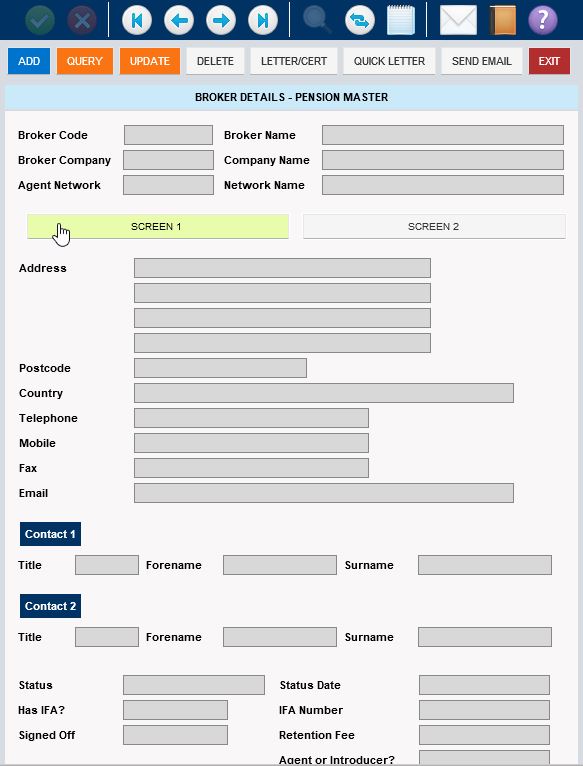 ?
ADD QUERY UPDATE DELETE LETTER/CERT QUICK LETTER SEND EMAIL EXIT
BROKER DETAILS - PENSION MASTER
Broker Code Broker Name
Broker Company Company Name
Agent Network Network Name
SCREEN 1 SCREEN 2
Address
Postcode
Country
Telephone
Mobile
Fax
Email
Contact 1
Title Forename Surname
Contact 2
Title Forename Surname
Status Status Date
Has IFA? IFA Number
Signed Off Retention Fee
Agent or Introducer?